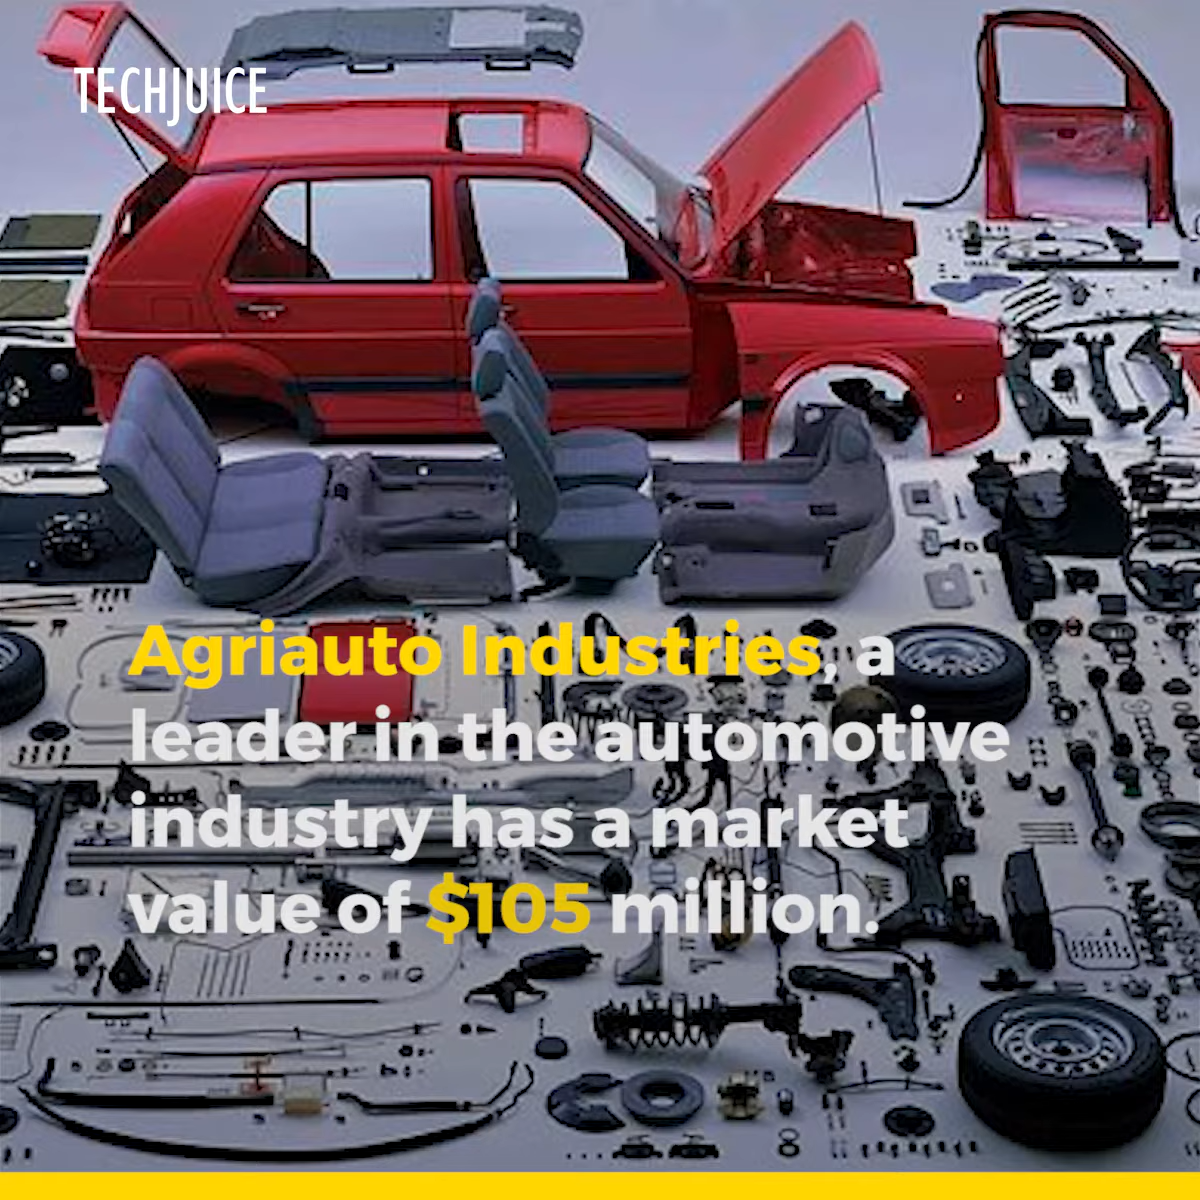 TECHJUICE
Agriauto Industries, a
leader in the automotive
industry has a market
value of $105 million.